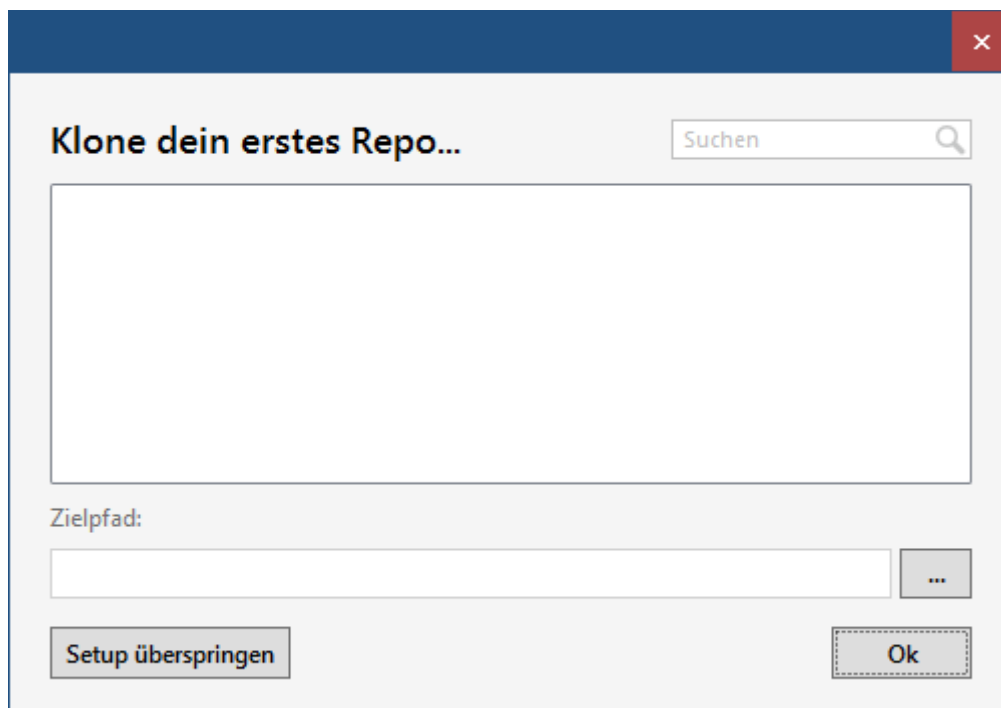 Klone dein erstes Repo...
Suchen
Zielpfad:
...
Setup überspringen
Ok